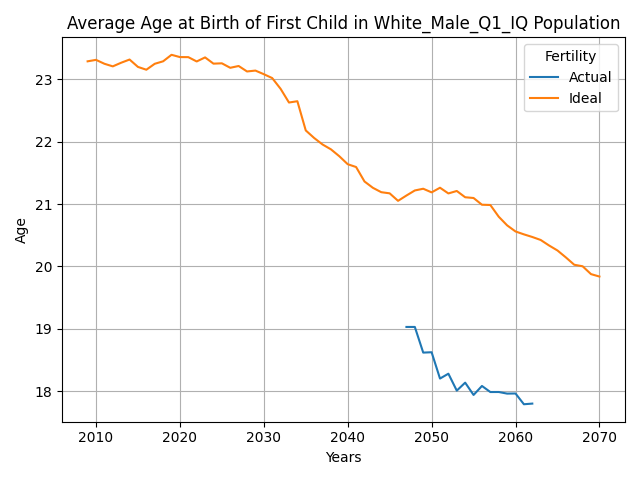 Average Age at Birth of First Child in White_Male_Q1_IQ Population
Fertility
Actual
Ideal
Age
23
22
21
20
19
18
2010 2020 2030 2040 2050 2060 2070
Years